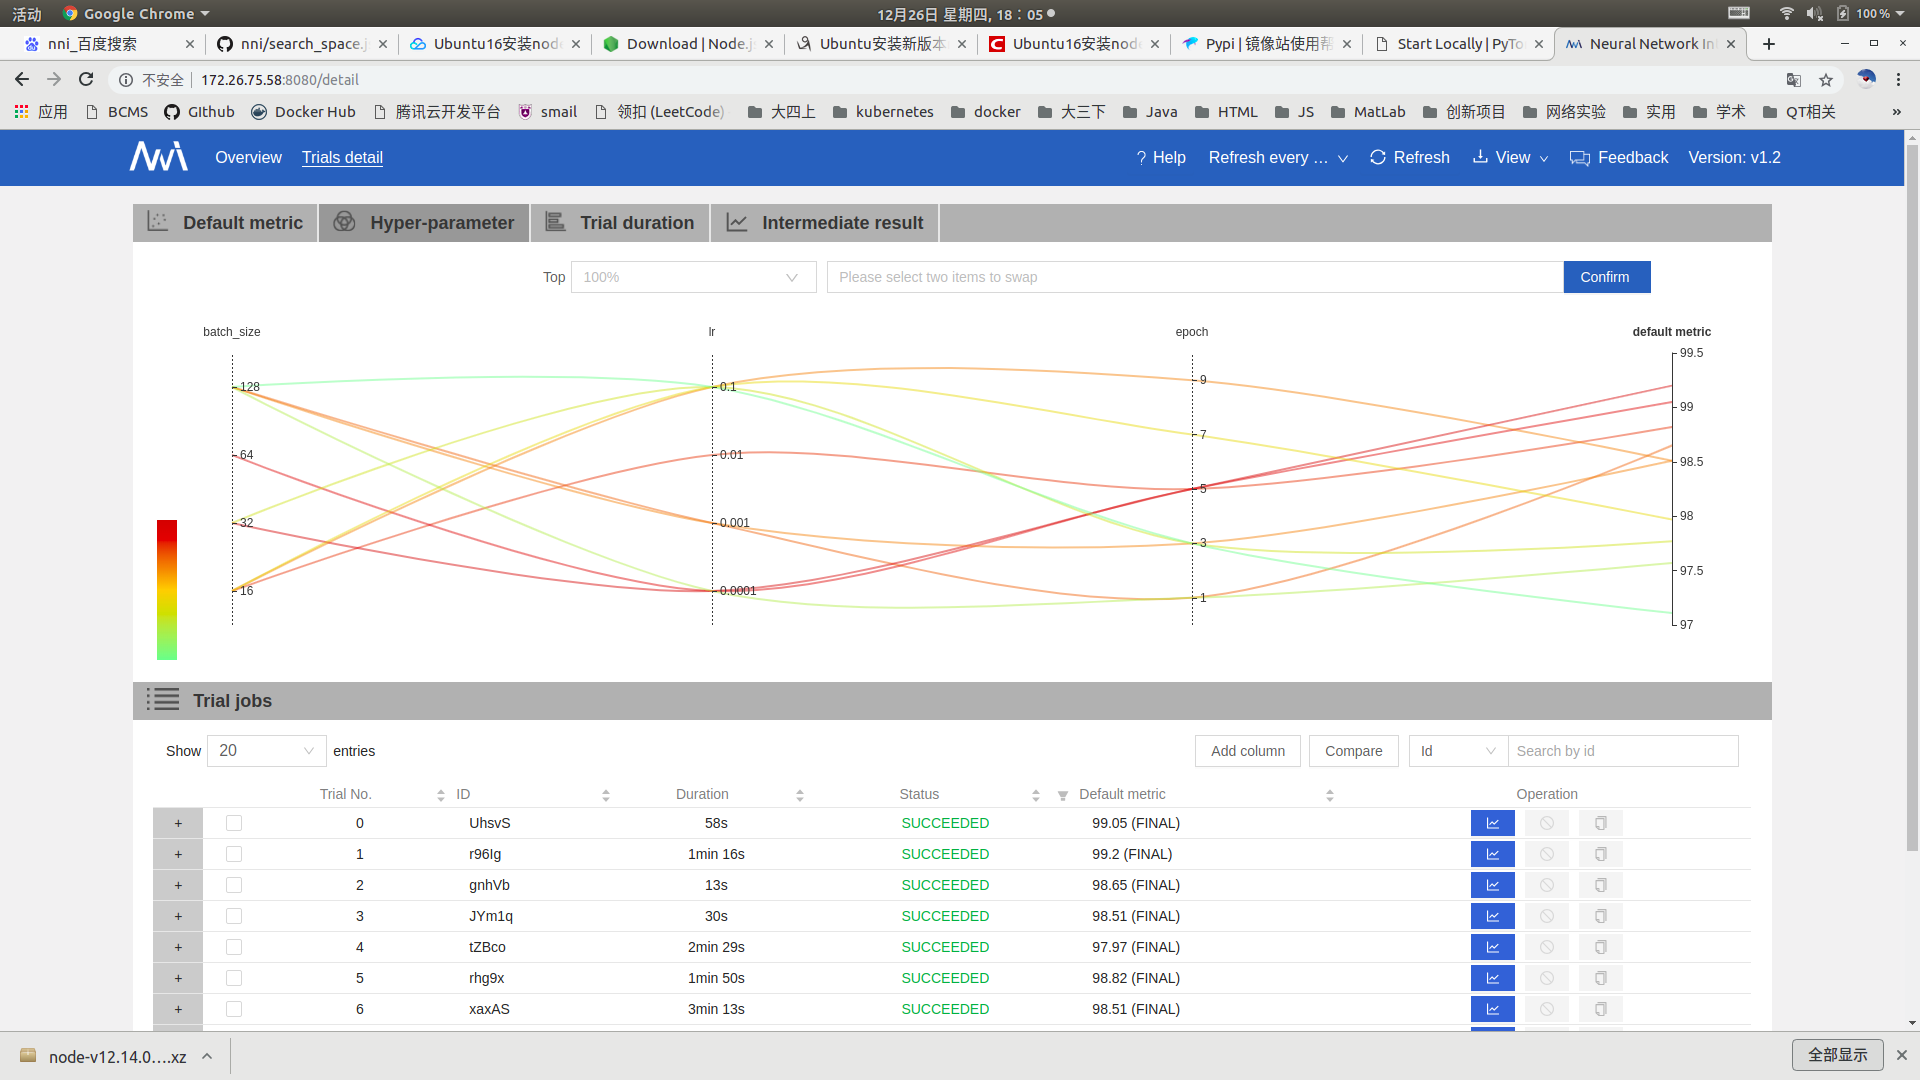 活动 Google Chrome 12月26日 星期四, 18：05 100%
nni_百度搜索 nni/search_space.j Ubuntu16安装node Download | Node.js Ubuntu安装新版本 Ubuntu16安装node Pypi | 镜像站使用帮 Start Locally | PyTo Neural Network In
不安全 172.26.75.58:8080/detail
应用 BCMS GIthub Docker Hub 腾讯云开发平台 smail 领扣 (LeetCode) 大四上 kubernetes docker 大三下 Java HTML JS MatLab 创新项目 网络实验 实用 学术 QT相关 »
Overview Trials detail ? Help Refresh every ... Refresh View Feedback Version: v1.2
Default metric Hyper-parameter Trial duration Intermediate result
Top 100% Please select two items to swap Confirm
batch_size lr epoch default metric
99.5
9
128 0.1
99
7
64 0.01 98.5
5
32 0.001 98
3
97.5
16 0.0001 1
97
Trial jobs
Show 20 entries Add column Compare Id Search by id
Trial No. ID Duration Status Default metric Operation
+ 0 UhsvS 58s SUCCEEDED 99.05 (FINAL)
+ 1 r96Ig 1min 16s SUCCEEDED 99.2 (FINAL)
+ 2 gnhVb 13s SUCCEEDED 98.65 (FINAL)
+ 3 JYm1q 30s SUCCEEDED 98.51 (FINAL)
+ 4 tZBco 2min 29s SUCCEEDED 97.97 (FINAL)
+ 5 rhg9x 1min 50s SUCCEEDED 98.82 (FINAL)
+ 6 xaxAS 3min 13s SUCCEEDED 98.51 (FINAL)
node-v12.14.0....xz 全部显示